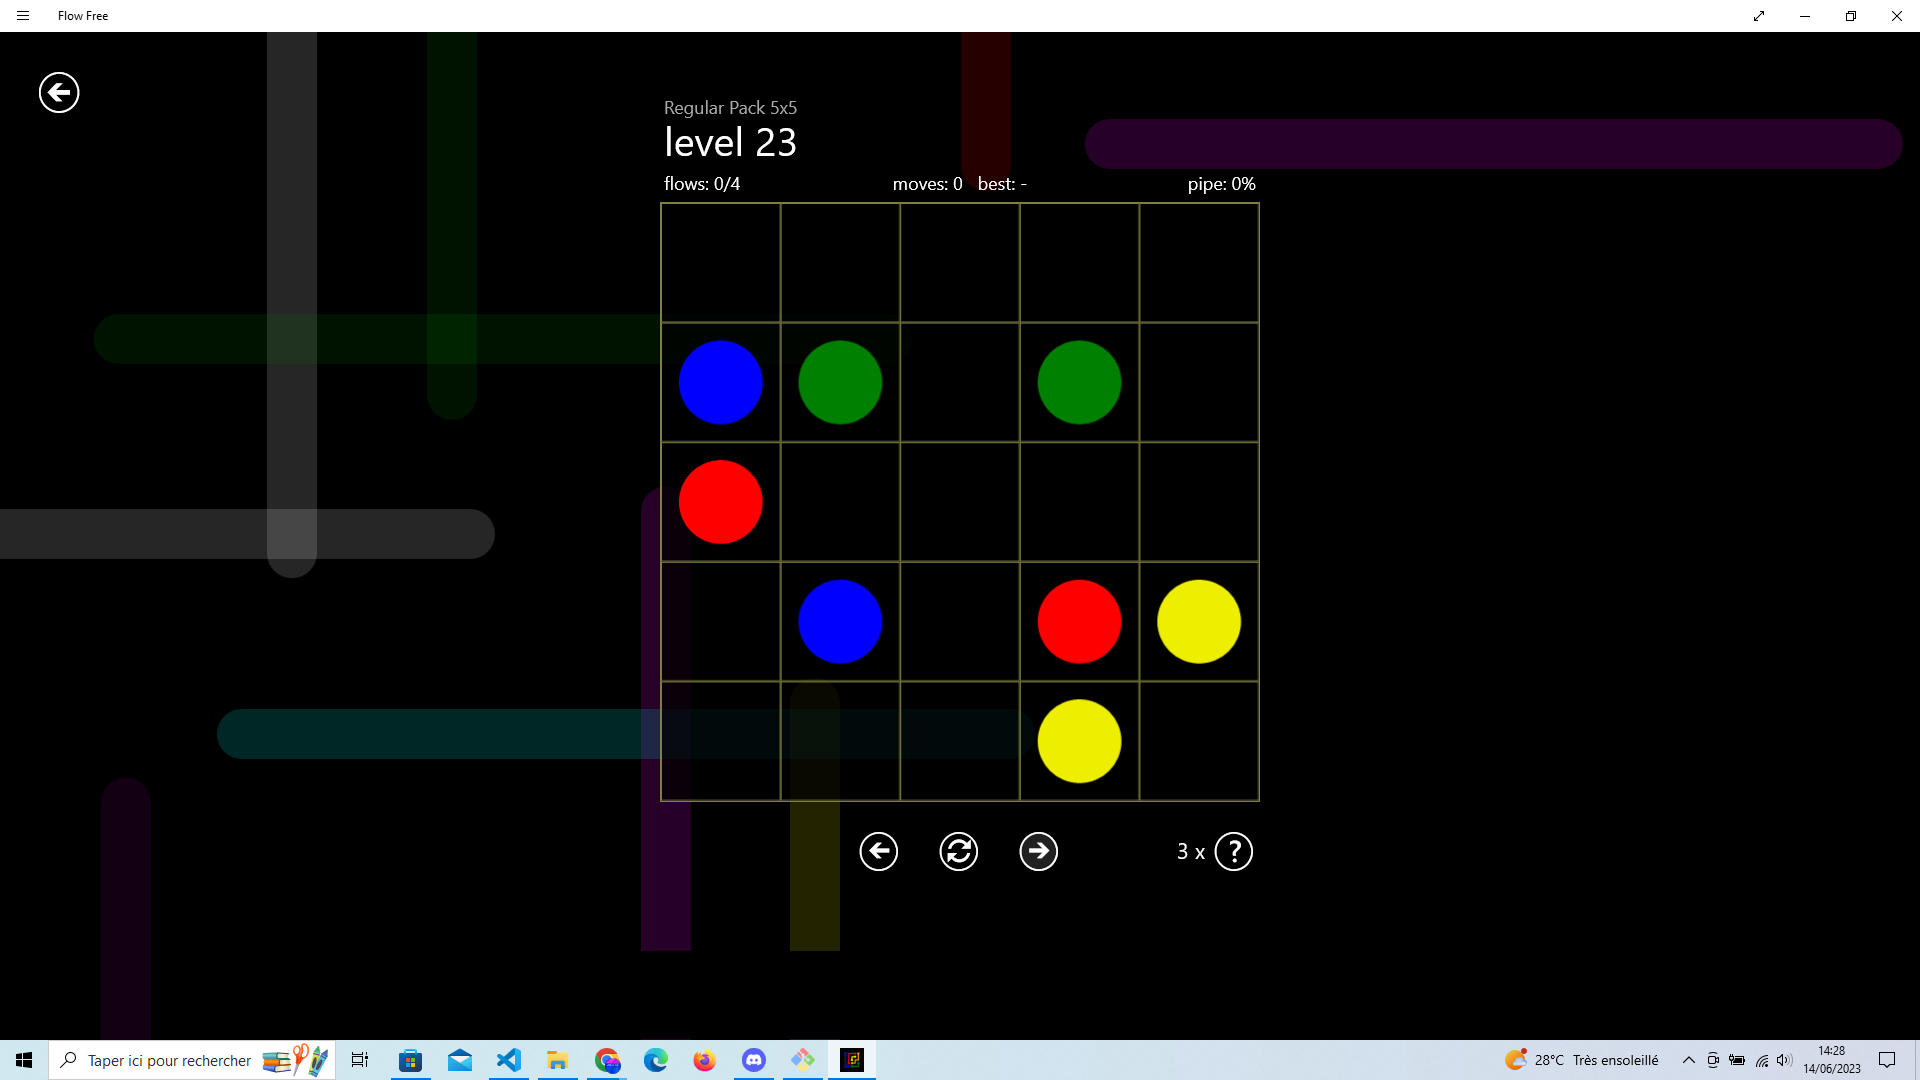 Flow Free
Regular Pack 5x5
level 23
flows: 0/4 moves: 0 best: - pipe: 0%
3 x ?
Taper ici pour rechercher
28°C Très ensoleillé
14:28
14/06/2023